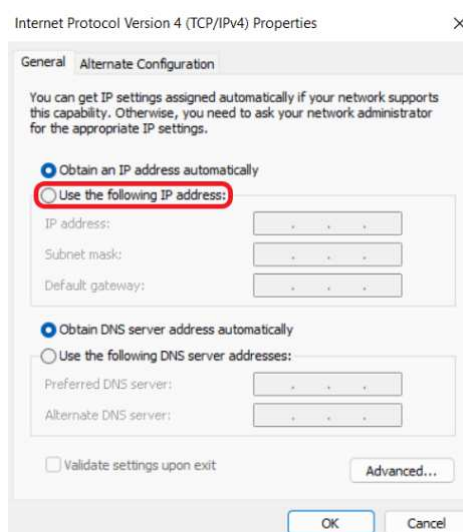 Internet Protocol Version 4 (TCP/IPv4) Properties
General
Alternate Configuration
You can get IP settings assigned automatically if your network supports
this capability. Otherwise, you need to ask your network administrator
for the appropriate IP settings.
Obtain an IP address automatically
Use the following IP address:
IP address:
Subnet mask:
Default gateway:
Obtain DNS server address automatically
Use the following DNS server addresses:
Preferred DNS server:
Alternate DNS server:
Validate settings upon exit
Advanced...
OK
Cancel